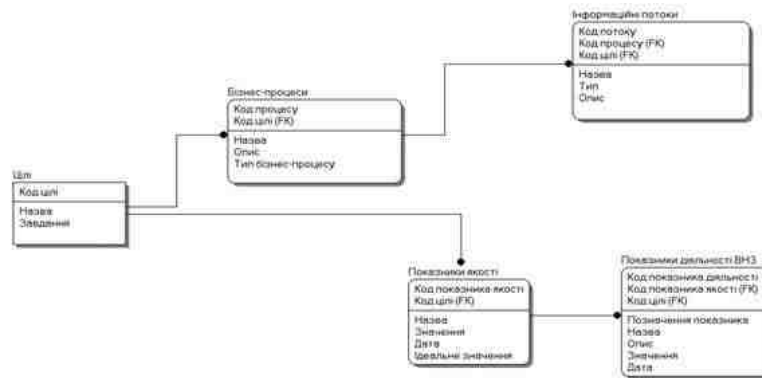 Інформаційні потоки
Код потоку
Код процесу (FK)
Код цілі (FK)
Назва
Тип
Опис
Бізнес-процеси
Код процесу
Код цілі (FK)
Назва
Опис
Тип бізнес-процесу
Цілі
Код цілі
Назва
Завдання
Показники якості
Код показника якості
Код цілі (FK)
Назва
Значення
Дата
Ідеальне значення
Показники діяльності ВНЗ
Код показника діяльності
Код показника якості (FK)
Код цілі (FK)
Позначення показника
Назва
Опис
Значення
Дата